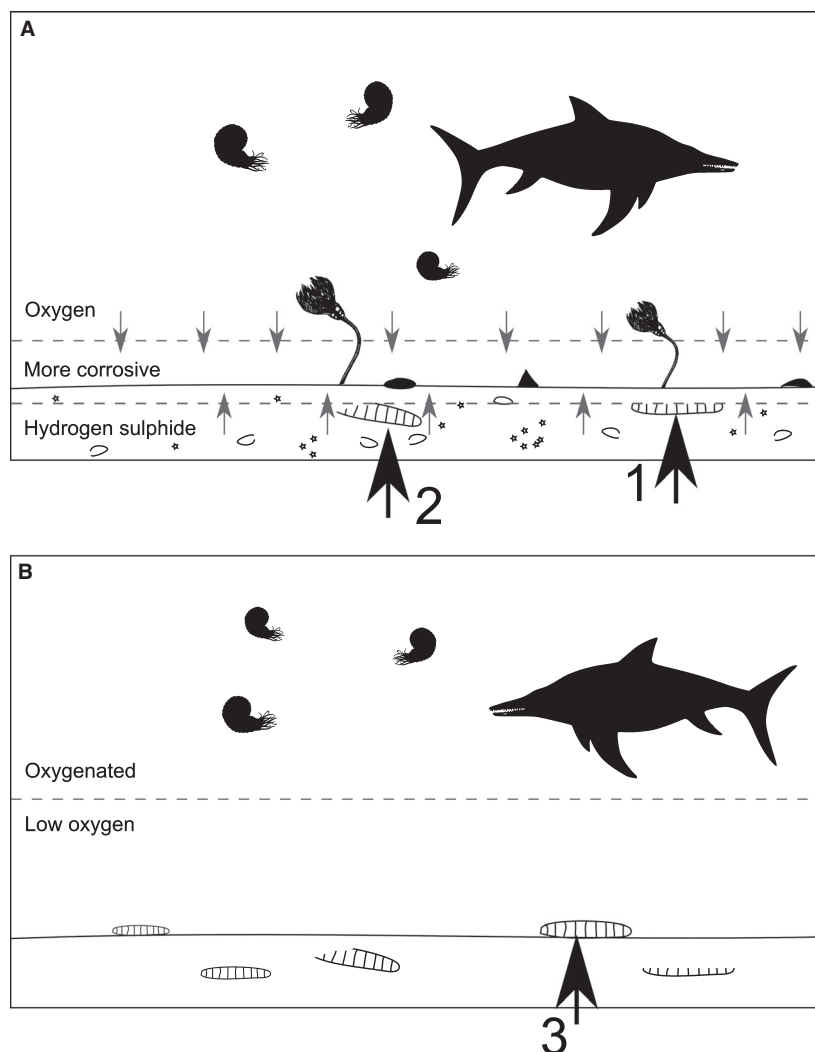 A
Oxygen
More corrosive
Hydrogen sulphide
2
1
B
Oxygenated
Low oxygen
3